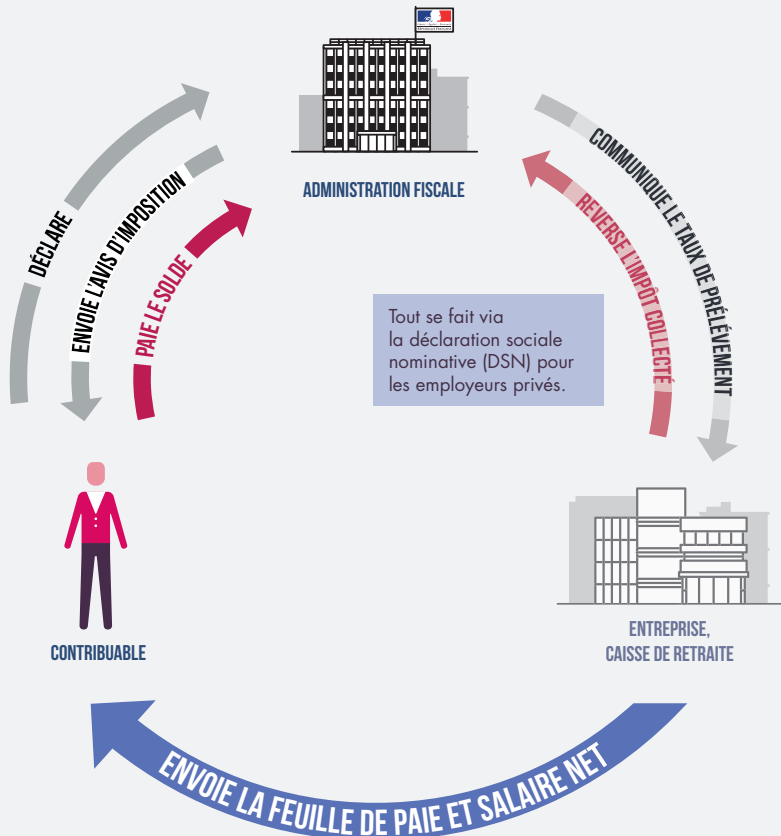 ADMINISTRATION FISCALE
DÉCLARE
ENVOIE L'AVIS D'IMPOSITION
PAIE LE SOLDE
COMMUNIQUE LE TAUX DE PRÉLÉVEMENT
REVERSE L'IMPÔT COLLECTÉ
Tout se fait via
la déclaration sociale
nominative (DSN) pour
les employeurs privés.
CONTRIBUABLE
ENTREPRISE,
CAISSE DE RETRAITE
ENVOIE LA FEUILLE DE PAIE ET SALAIRE NET